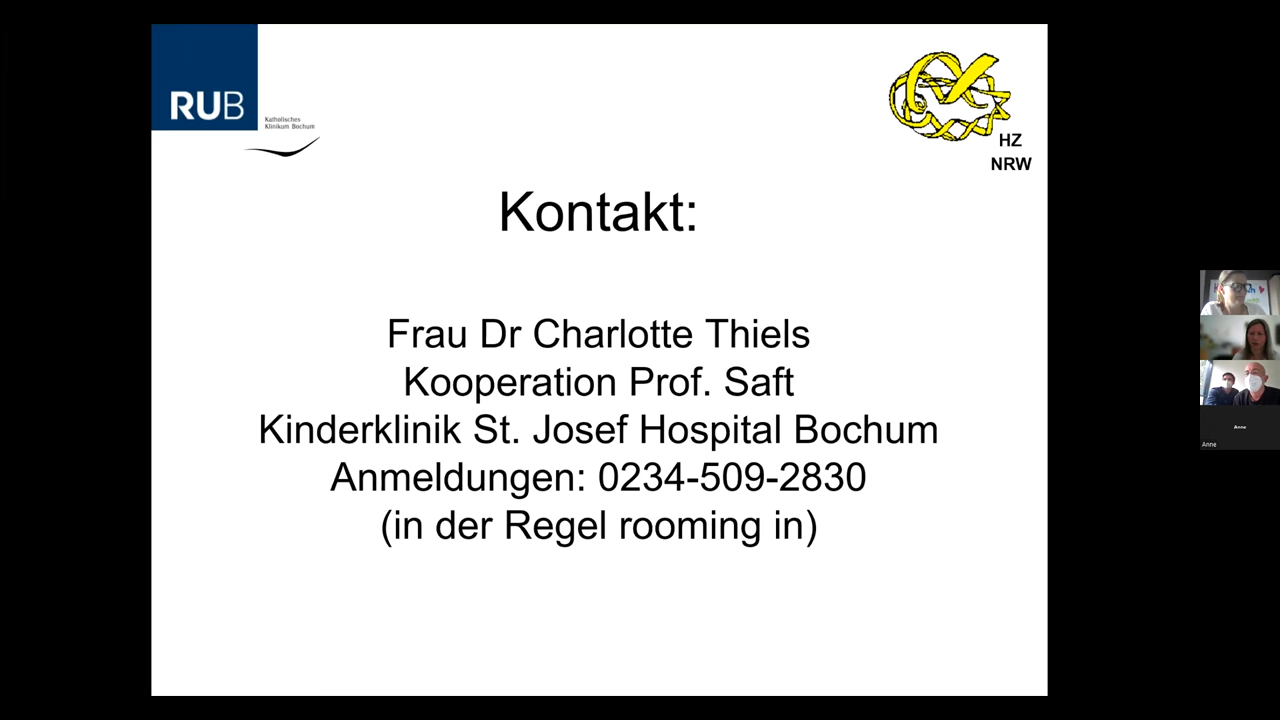 RUB
Katholisches
Klinikum Bochum
HZ
NRW
Kontakt:
Frau Dr Charlotte Thiels
Kooperation Prof. Saft
Kinderklinik St. Josef Hospital Bochum
Anmeldungen: 0234-509-2830
(in der Regel rooming in)
Anne
Anne